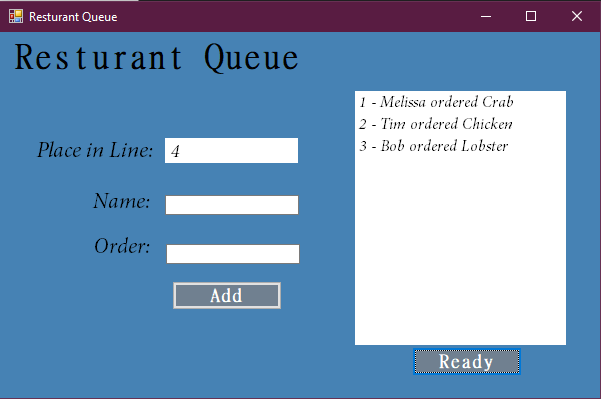 Resturant Queue
Resturant Queue
Place in Line: 4
Name:
Order:
Add
1 - Melissa ordered Crab
2 - Tim ordered Chicken
3 - Bob ordered Lobster
Ready